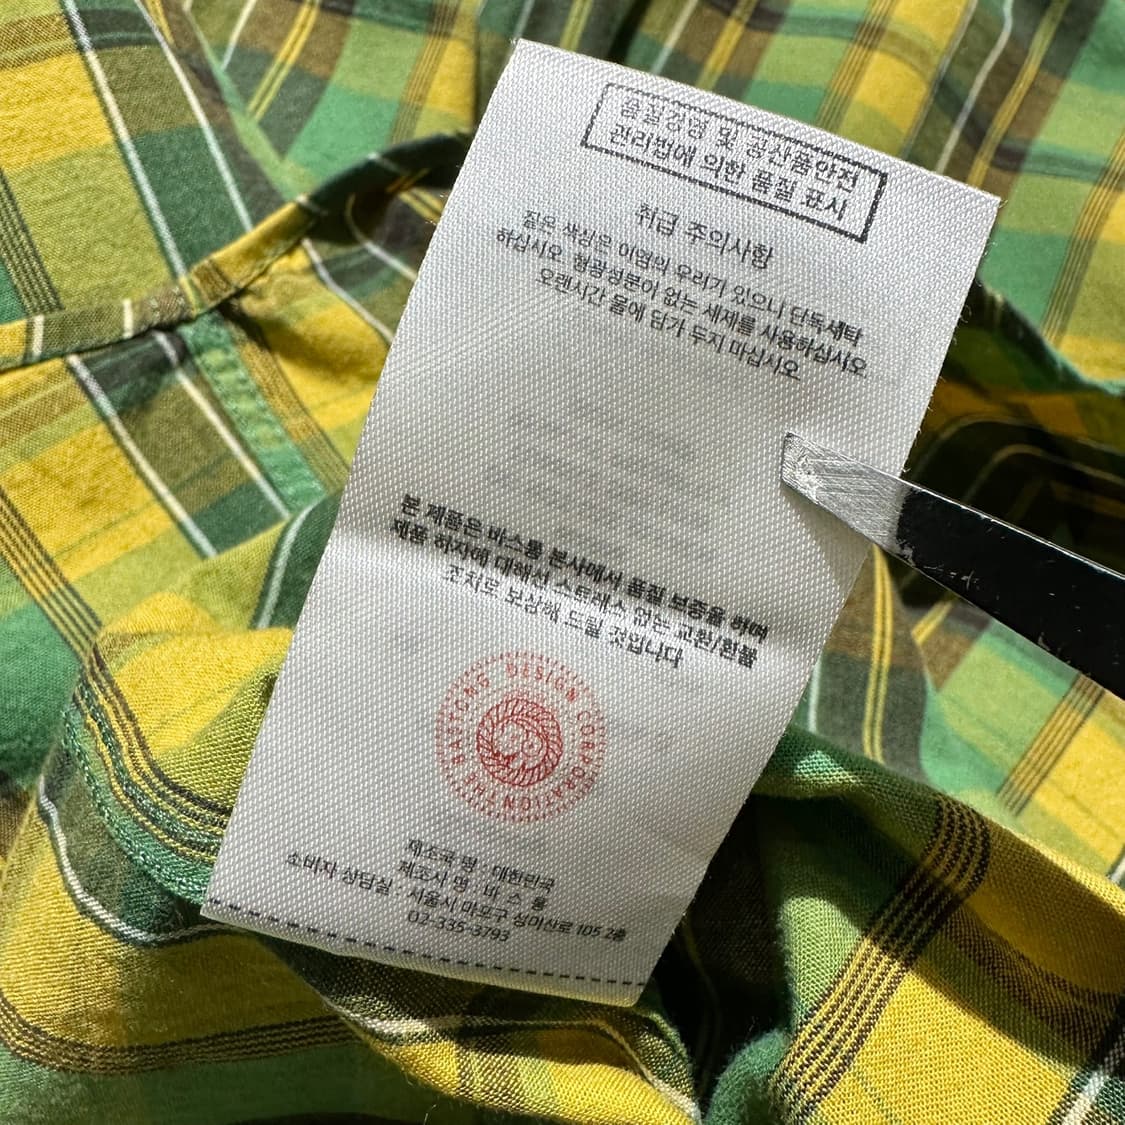 품질경영 및 공산품안전
관리법에 의한 품질 표시
취급 주의사항
짙은 색상은 이염의 우려가 있으니 단독세탁
하십시오 형광성분이 없는 세제를 사용하십시오
오랜시간 물에 담가 두지 마십시오
본 제품은 바스통 본사에서 품질 보증을 하며
제품 하자에 대해선 스트레스 없는 교환/환불
조치로 보상해 드릴 것입니다
THE BASTONG DESIGN CORPORATION
제조국 명 : 대한민국
제조사 명 : 바 스 통
소비자 상담실 : 서울시 마포구 성미산로 105 2층
02-335-3793